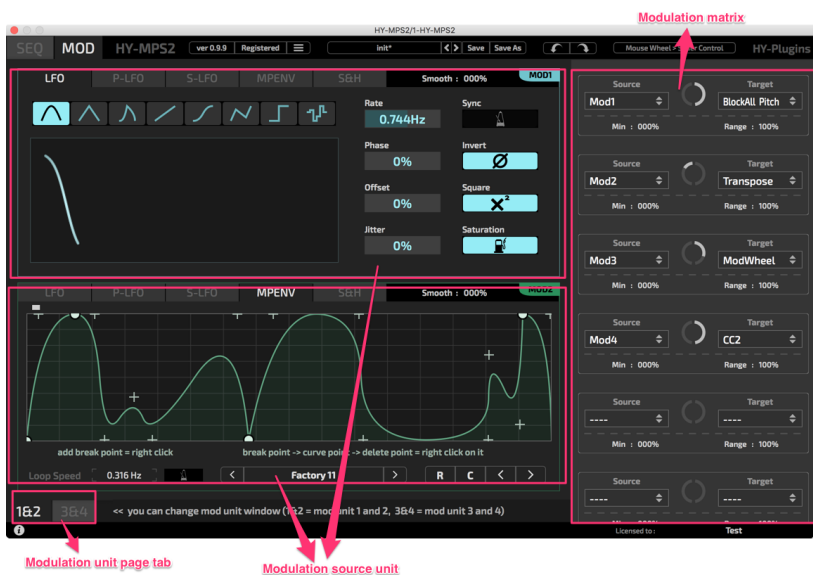 Modulation matrix
HY-MPS2/1-HY-MPS2
SEQ MOD HY-MPS2 ver 0.9.9 Registered init* < > Save Save As Mouse Wheel Control HY-Plugins
LFO P-LFO S-LFO MPENV S&H Smooth : 000% MOD1
Rate Sync
0.744Hz
Phase Invert
0%
Offset Square
0% X²
Jitter Saturation
0%
LFO P-LFO S-LFO MPENV S&H Smooth : 000% MOD2
add break point = right click break point -> curve point -> delete point = right click on it
Loop Speed 0.316 Hz < Factory 11 > R C < >
1&2 3&4 << you can change mod unit window (1&2 = mod unit 1 and 2, 3&4 = mod unit 3 and 4)
Source Target
Mod1 BlockAll Pitch
Min : 000% Range : 100%
Source Target
Mod2 Transpose
Min : 000% Range : 100%
Source Target
Mod3 ModWheel
Min : 000% Range : 100%
Source Target
Mod4 CC2
Min : 000% Range : 100%
Source Target
---- ----
Min : 000% Range : 100%
Source Target
---- ----
Licensed to : Test
Modulation unit page tab
Modulation source unit